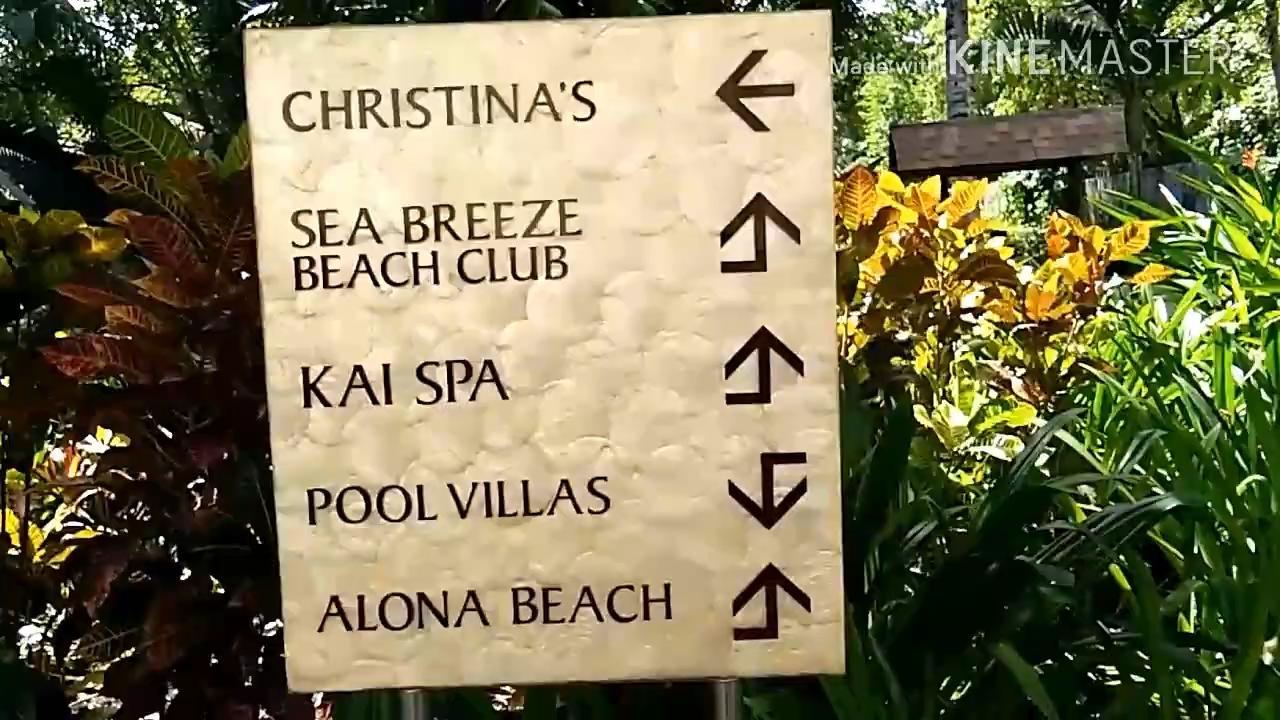 Made with KINEMASTER
CHRISTINA'S ←
SEA BREEZE
BEACH CLUB
KAI SPA
POOL VILLAS
ALONA BEACH